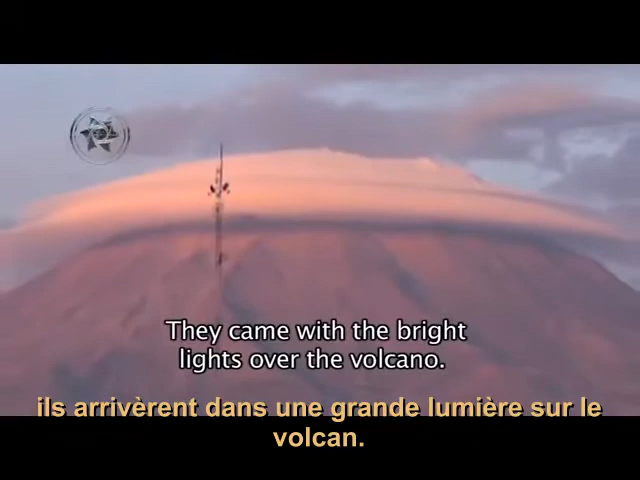 They came with the bright
lights over the volcano.
ils arrivèrent dans une grande lumière sur le
volcan.